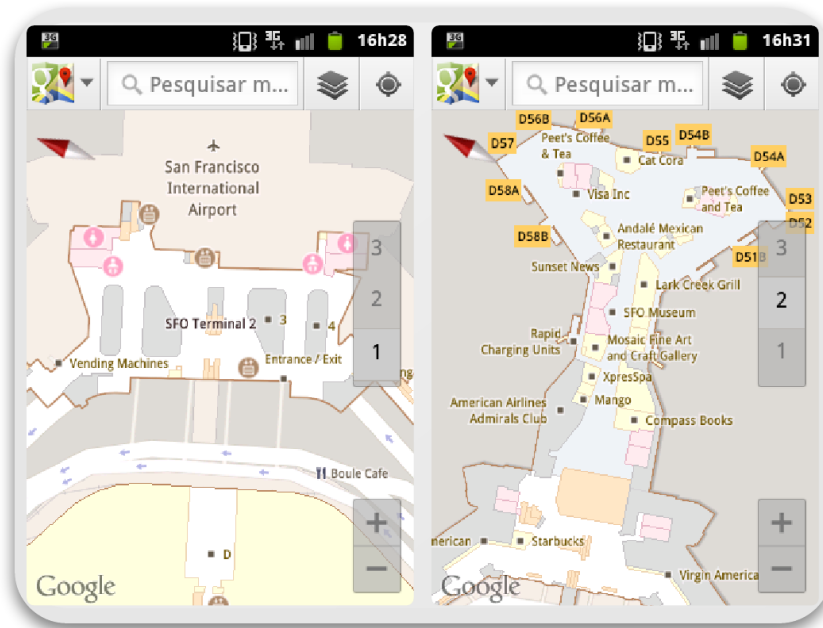 3G
3G
16h28
Pesquisar m...
San Francisco
International
Airport
3
2
1
SFO Terminal 2
3
4
Vending Machines
Entrance / Exit
Boule Cafe
D
+
−
Google
3G
3G
16h31
Pesquisar m...
D56B
D56A
D57
Peet's Coffee
& Tea
D55
D54B
Cat Cora
D54A
D58A
Visa Inc
Peet's Coffee
and Tea
D53
D52
D58B
Andalé Mexican
Restaurant
D51B
3
Sunset News
Lark Creek Grill
2
SFO Museum
Rapid
Charging Units
Mosaic Fine Art
and Craft Gallery
1
XpresSpa
American Airlines
Admirals Club
Mango
Compass Books
+
merican
Starbucks
−
Virgin America
Google